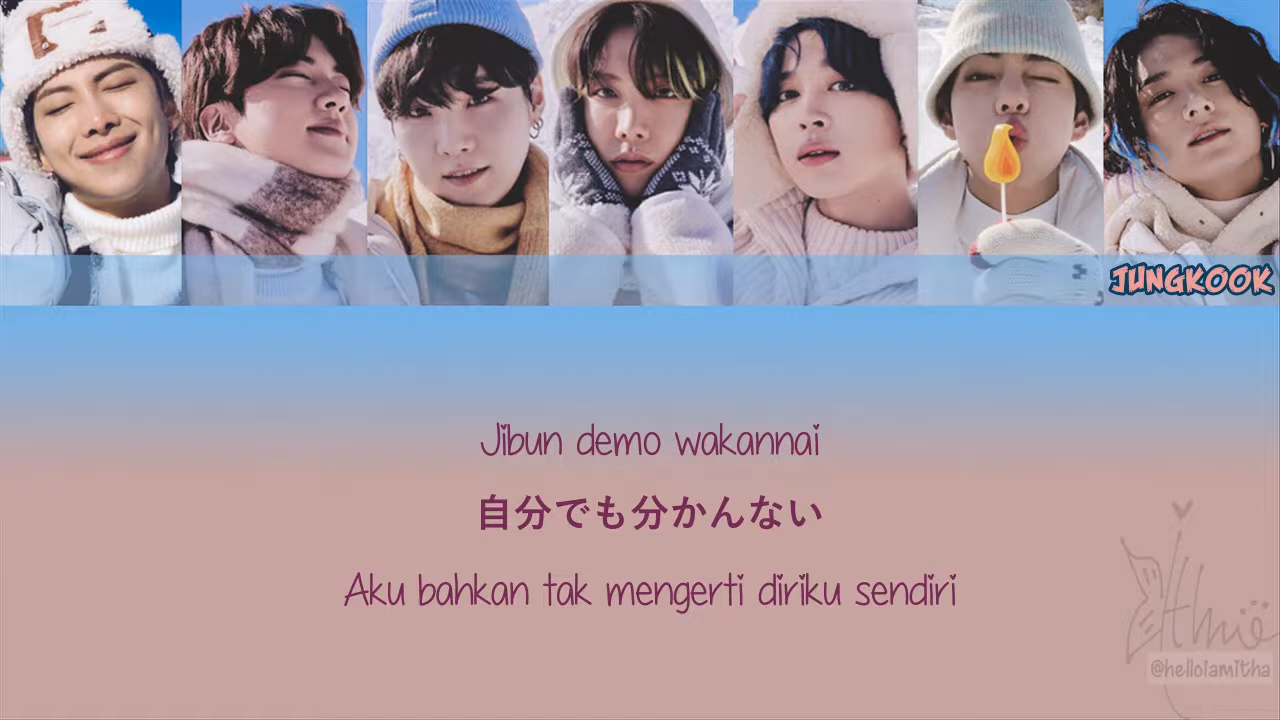 JUNGKOOK
Jibun demo wakannai
自分でも分かんない
Aku bahkan tak mengerti diriku sendiri
@helloiamitha